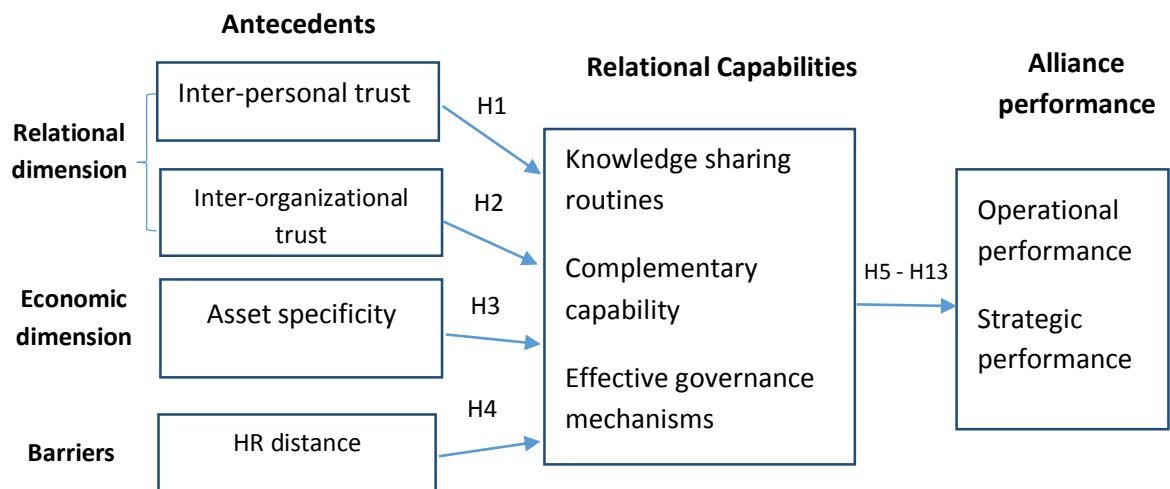 Antecedents
Relational Capabilities
Alliance
performance
Relational
dimension
Inter-personal trust
H1
Inter-organizational
trust
H2
Economic
dimension
Asset specificity
H3
Barriers
HR distance
H4
Knowledge sharing
routines
Complementary
capability
Effective governance
mechanisms
H5 - H13
Operational
performance
Strategic
performance